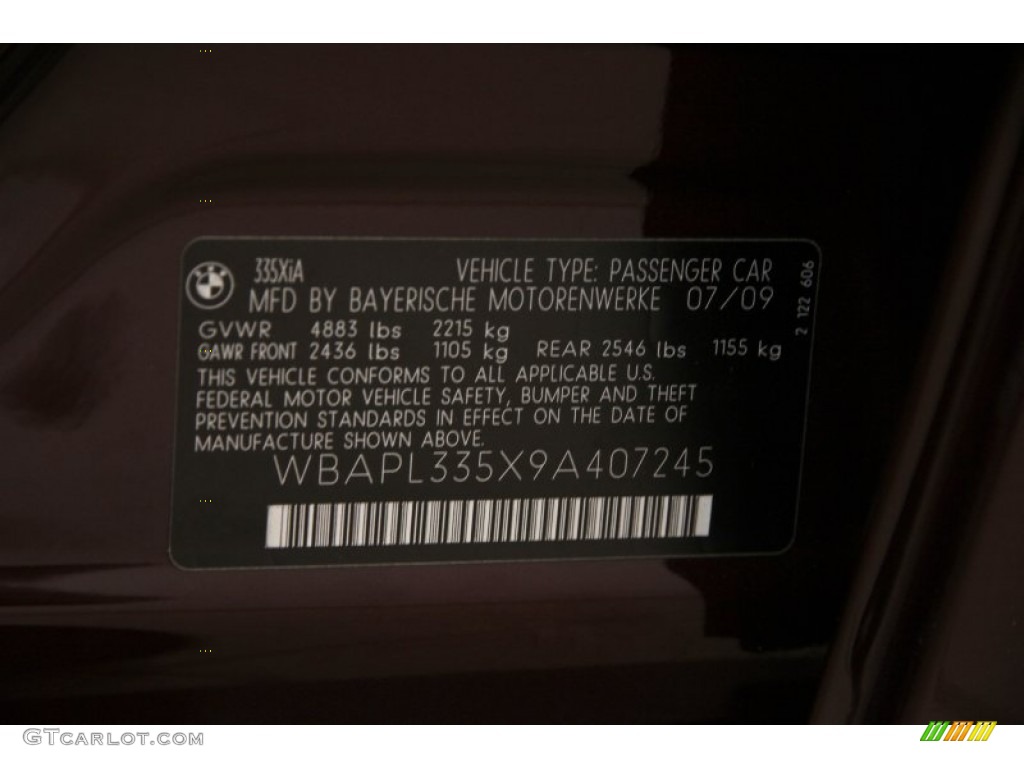 335XiA VEHICLE TYPE: PASSENGER CAR
MFD BY BAYERISCHE MOTORENWERKE 07/09
GVWR 4883 lbs 2215 kg
GAWR FRONT 2436 lbs 1105 kg REAR 2546 lbs 1155 kg
THIS VEHICLE CONFORMS TO ALL APPLICABLE U.S.
FEDERAL MOTOR VEHICLE SAFETY, BUMPER AND THEFT
PREVENTION STANDARDS IN EFFECT ON THE DATE OF
MANUFACTURE SHOWN ABOVE.
WBAPL335X9A407245
2 122 606
GTCARLOT.COM